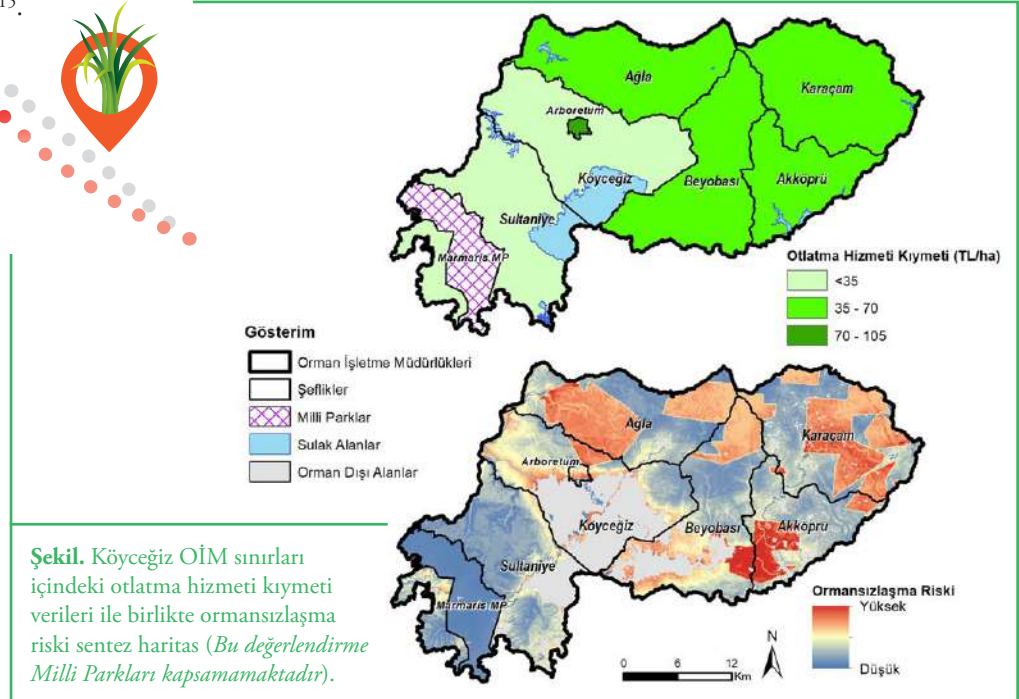 15.
Ağla
Karaçam
Arboretum
Köyceğiz
Beyobası
Akköprü
Sultaniye
Marmaris MP
Otlatma Hizmeti Kıymeti (TL/ha)
<35
35 - 70
70 - 105
Gösterim
Orman İşletme Müdürlükleri
Şeflikler
Milli Parklar
Sulak Alanlar
Orman Dışı Alanlar
Ağla
Karaçam
Arboretum
Köyceğiz
Beyobası
Akköprü
Sultaniye
Marmaris MP
Ormansızlaşma Riski
Yüksek
Düşük
N
0 6 12
Km
Şekil. Köyceğiz OİM sınırları
içindeki otlatma hizmeti kıymeti
verileri ile birlikte ormansızlaşma
riski sentez haritas (Bu değerlendirme
Milli Parkları kapsamamaktadır).